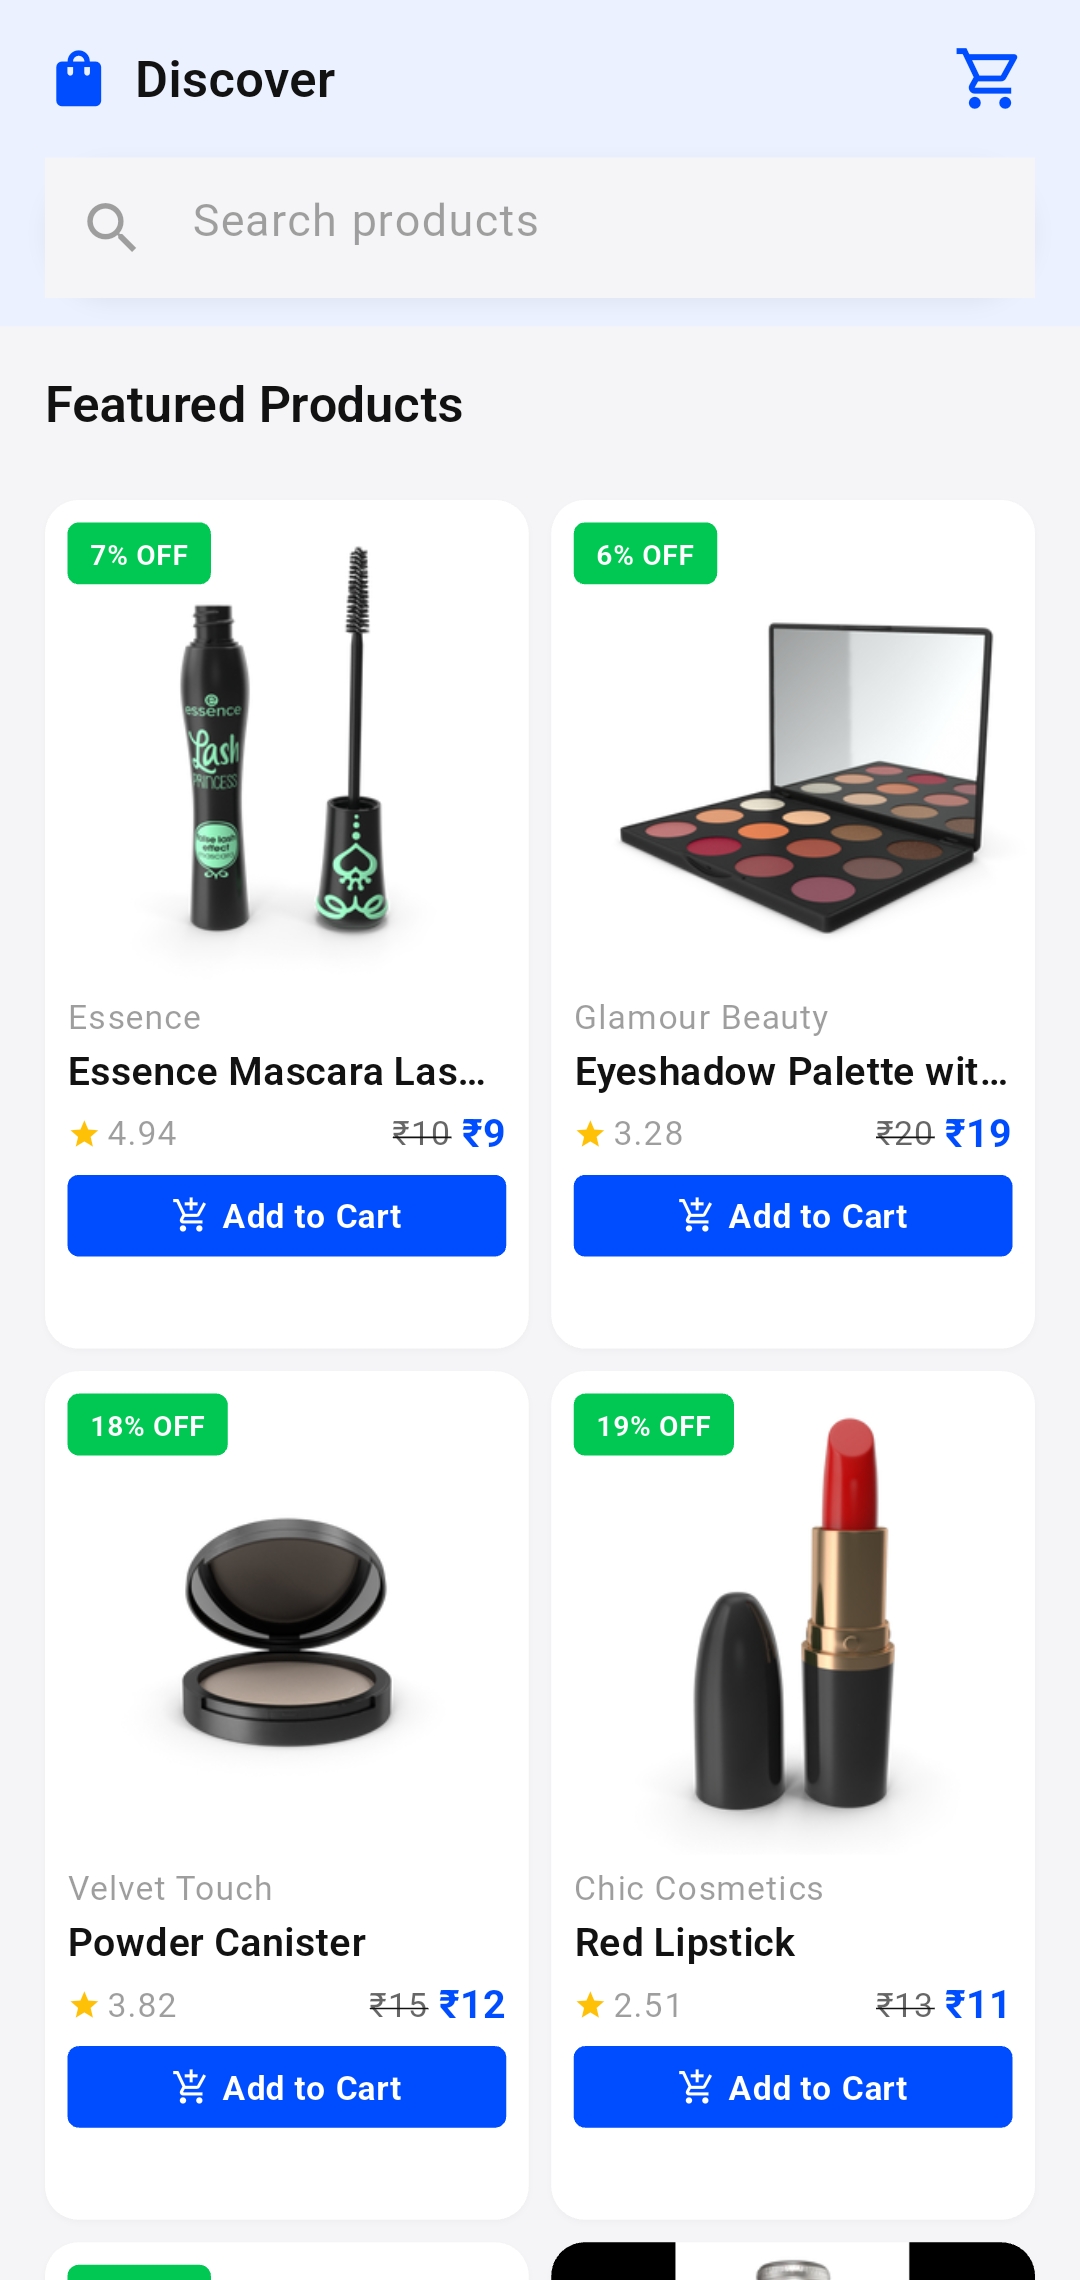 Discover
Search products
Featured Products
7% OFF
essence
Lash
PRINCESS
false lash
effect
mascara
Essence
Essence Mascara Las...
4.94 ₹10 ₹9
Add to Cart
6% OFF
Glamour Beauty
Eyeshadow Palette wit...
3.28 ₹20 ₹19
Add to Cart
18% OFF
Velvet Touch
Powder Canister
3.82 ₹15 ₹12
Add to Cart
19% OFF
Chic Cosmetics
Red Lipstick
2.51 ₹13 ₹11
Add to Cart